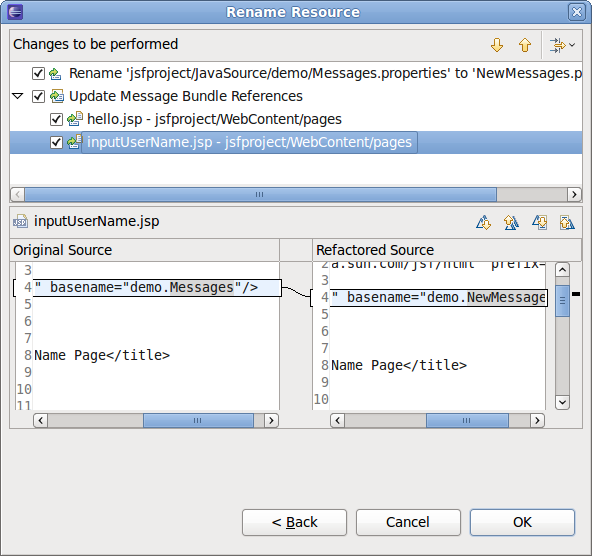 Rename Resource
Changes to be performed
Rename 'jsfproject/JavaSource/demo/Messages.properties' to 'NewMessages.p
Update Message Bundle References
hello.jsp - jsfproject/WebContent/pages
inputUserName.jsp - jsfproject/WebContent/pages
inputUserName.jsp
Original Source
Refactored Source
3
4 " basename="demo.Messages"/>
5
6
7
8 Name Page</title>
9
10
11
2 a.sun.com/jsf/html" prefix=
3
4 " basename="demo.NewMessage
5
6
7
8 Name Page</title>
9
10
< Back
Cancel
OK